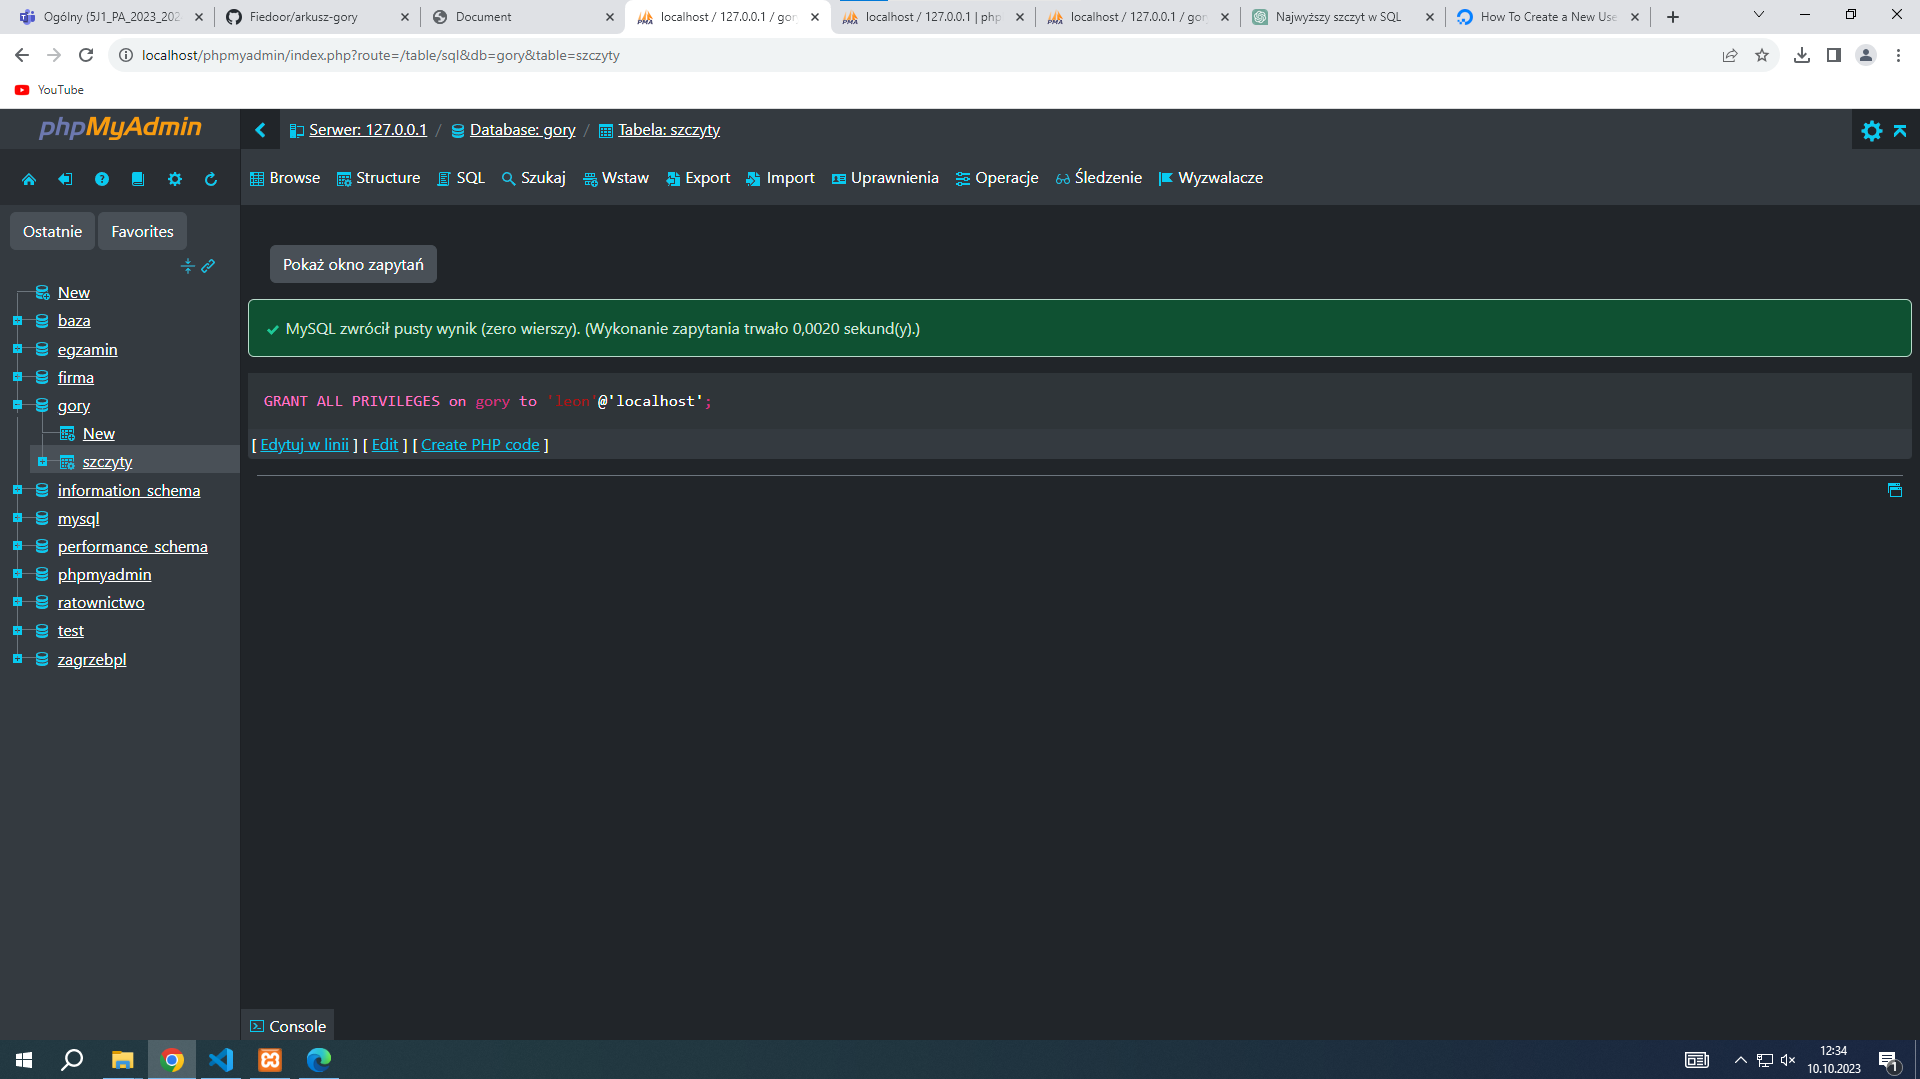 Ogólny (5J1_PA_2023_202
Fiedoor/arkusz-gory
Document
localhost / 127.0.0.1 / gory
localhost / 127.0.0.1 | php
localhost / 127.0.0.1 / gory
Najwyższy szczyt w SQL
How To Create a New Use
localhost/phpmyadmin/index.php?route=/table/sql&db=gory&table=szczyty
YouTube
phpMyAdmin
Serwer: 127.0.0.1 / Database: gory / Tabela: szczyty
Browse Structure SQL Szukaj Wstaw Export Import Uprawnienia Operacje Śledzenie Wyzwalacze
Ostatnie Favorites
New
baza
egzamin
firma
gory
New
szczyty
information_schema
mysql
performance_schema
phpmyadmin
ratownictwo
test
zagrzebpl
Pokaż okno zapytań
MySQL zwrócił pusty wynik (zero wierszy). (Wykonanie zapytania trwało 0,0020 sekund(y).)
GRANT ALL PRIVILEGES on gory to 'leon'@'localhost';
[ Edytuj w linii ] [ Edit ] [ Create PHP code ]
Console
12:34
10.10.2023
1